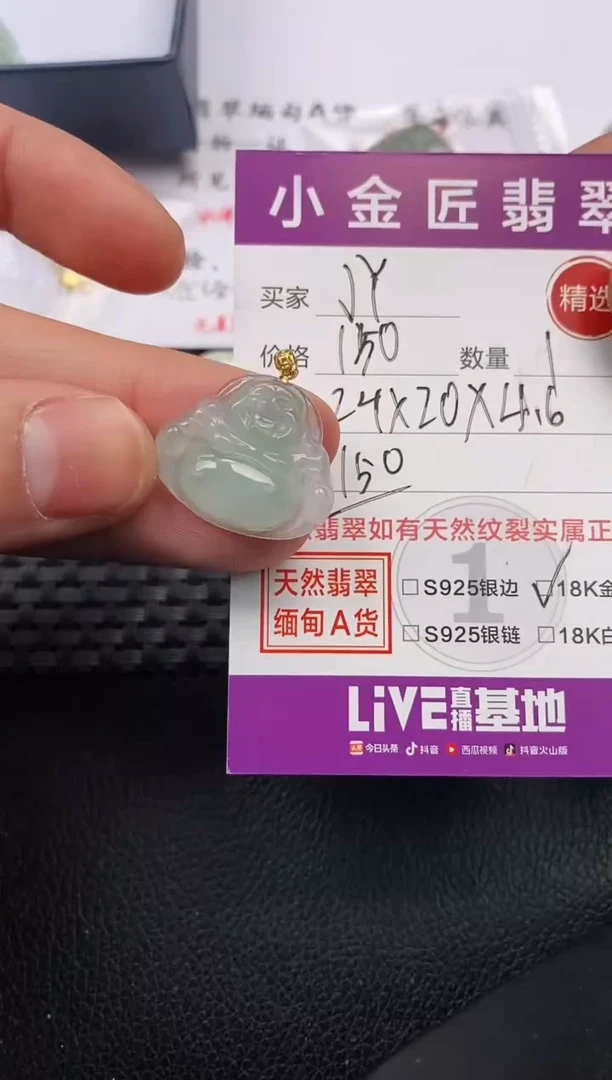 小金匠翡翠
精选
买家 JY
价格 150 数量 1
24X20X4.6
150
翡翠如有天然纹裂实属正
天然翡翠
缅甸A货
1
□S925银边 ☑18K金
□S925银链 □18K白
LiVE直播基地
头条 今日头条 抖音 西瓜视频 抖音火山版